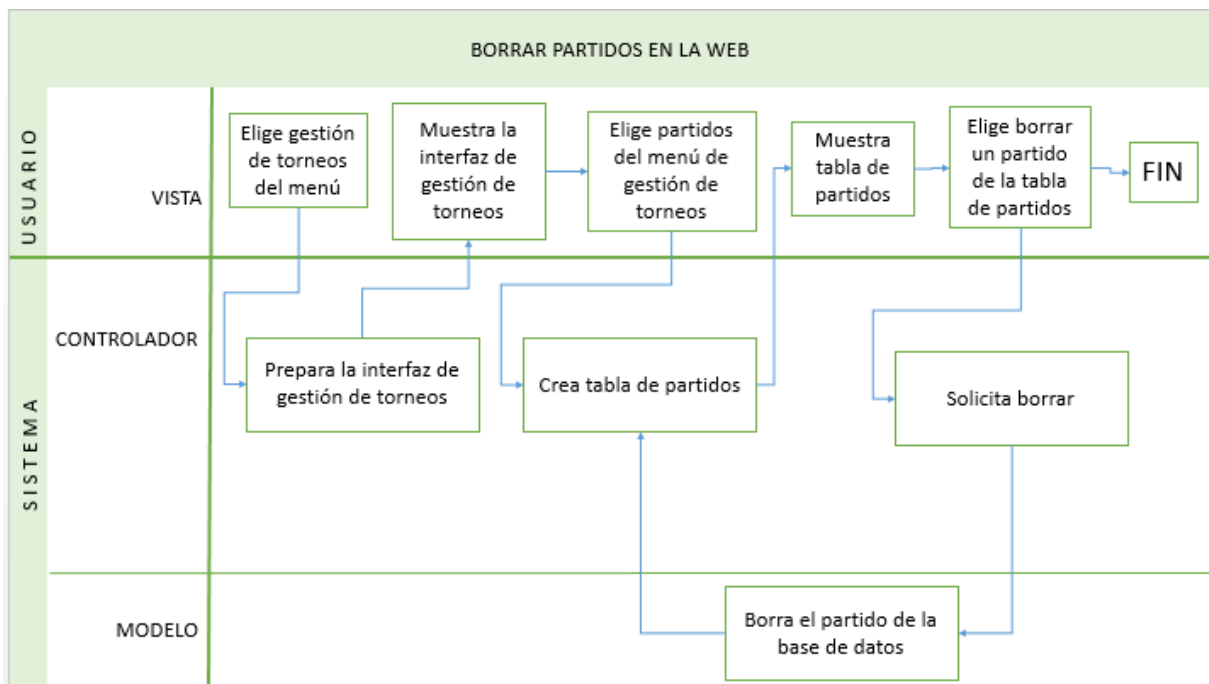 BORRAR PARTIDOS EN LA WEB
USUARIO
VISTA
Elige gestión
de torneos
del menú
Muestra la
interfaz de
gestión de
torneos
Elige partidos
del menú de
gestión de
torneos
Muestra
tabla de
partidos
Elige borrar
un partido
de la tabla
de partidos
FIN
SISTEMA
CONTROLADOR
Prepara la interfaz de
gestión de torneos
Crea tabla de partidos
Solicita borrar
MODELO
Borra el partido de la
base de datos